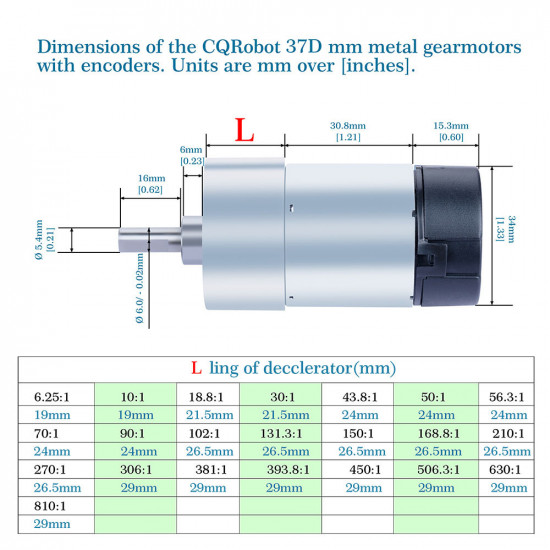 Dimensions of the CQRobot 37D mm metal gearmotors
with encoders. Units are mm over [inches].
L
30.8mm
[1.21]
15.3mm
[0.60]
6mm
[0.23]
16mm
[0.62]
Ø 5.4mm
[0.21]
Ø 6.0/ - 0.02mm
34mm
[1.33]
L ling of decclerator(mm)
6.25:1 10:1 18.8:1 30:1 43.8:1 50:1 56.3:1
19mm 19mm 21.5mm 21.5mm 24mm 24mm 24mm
70:1 90:1 102:1 131.3:1 150:1 168.8:1 210:1
24mm 24mm 26.5mm 26.5mm 26.5mm 26.5mm 26.5mm
270:1 306:1 381:1 393.8:1 450:1 506.3:1 630:1
26.5mm 29mm 29mm 29mm 29mm 29mm 29mm
810:1
29mm